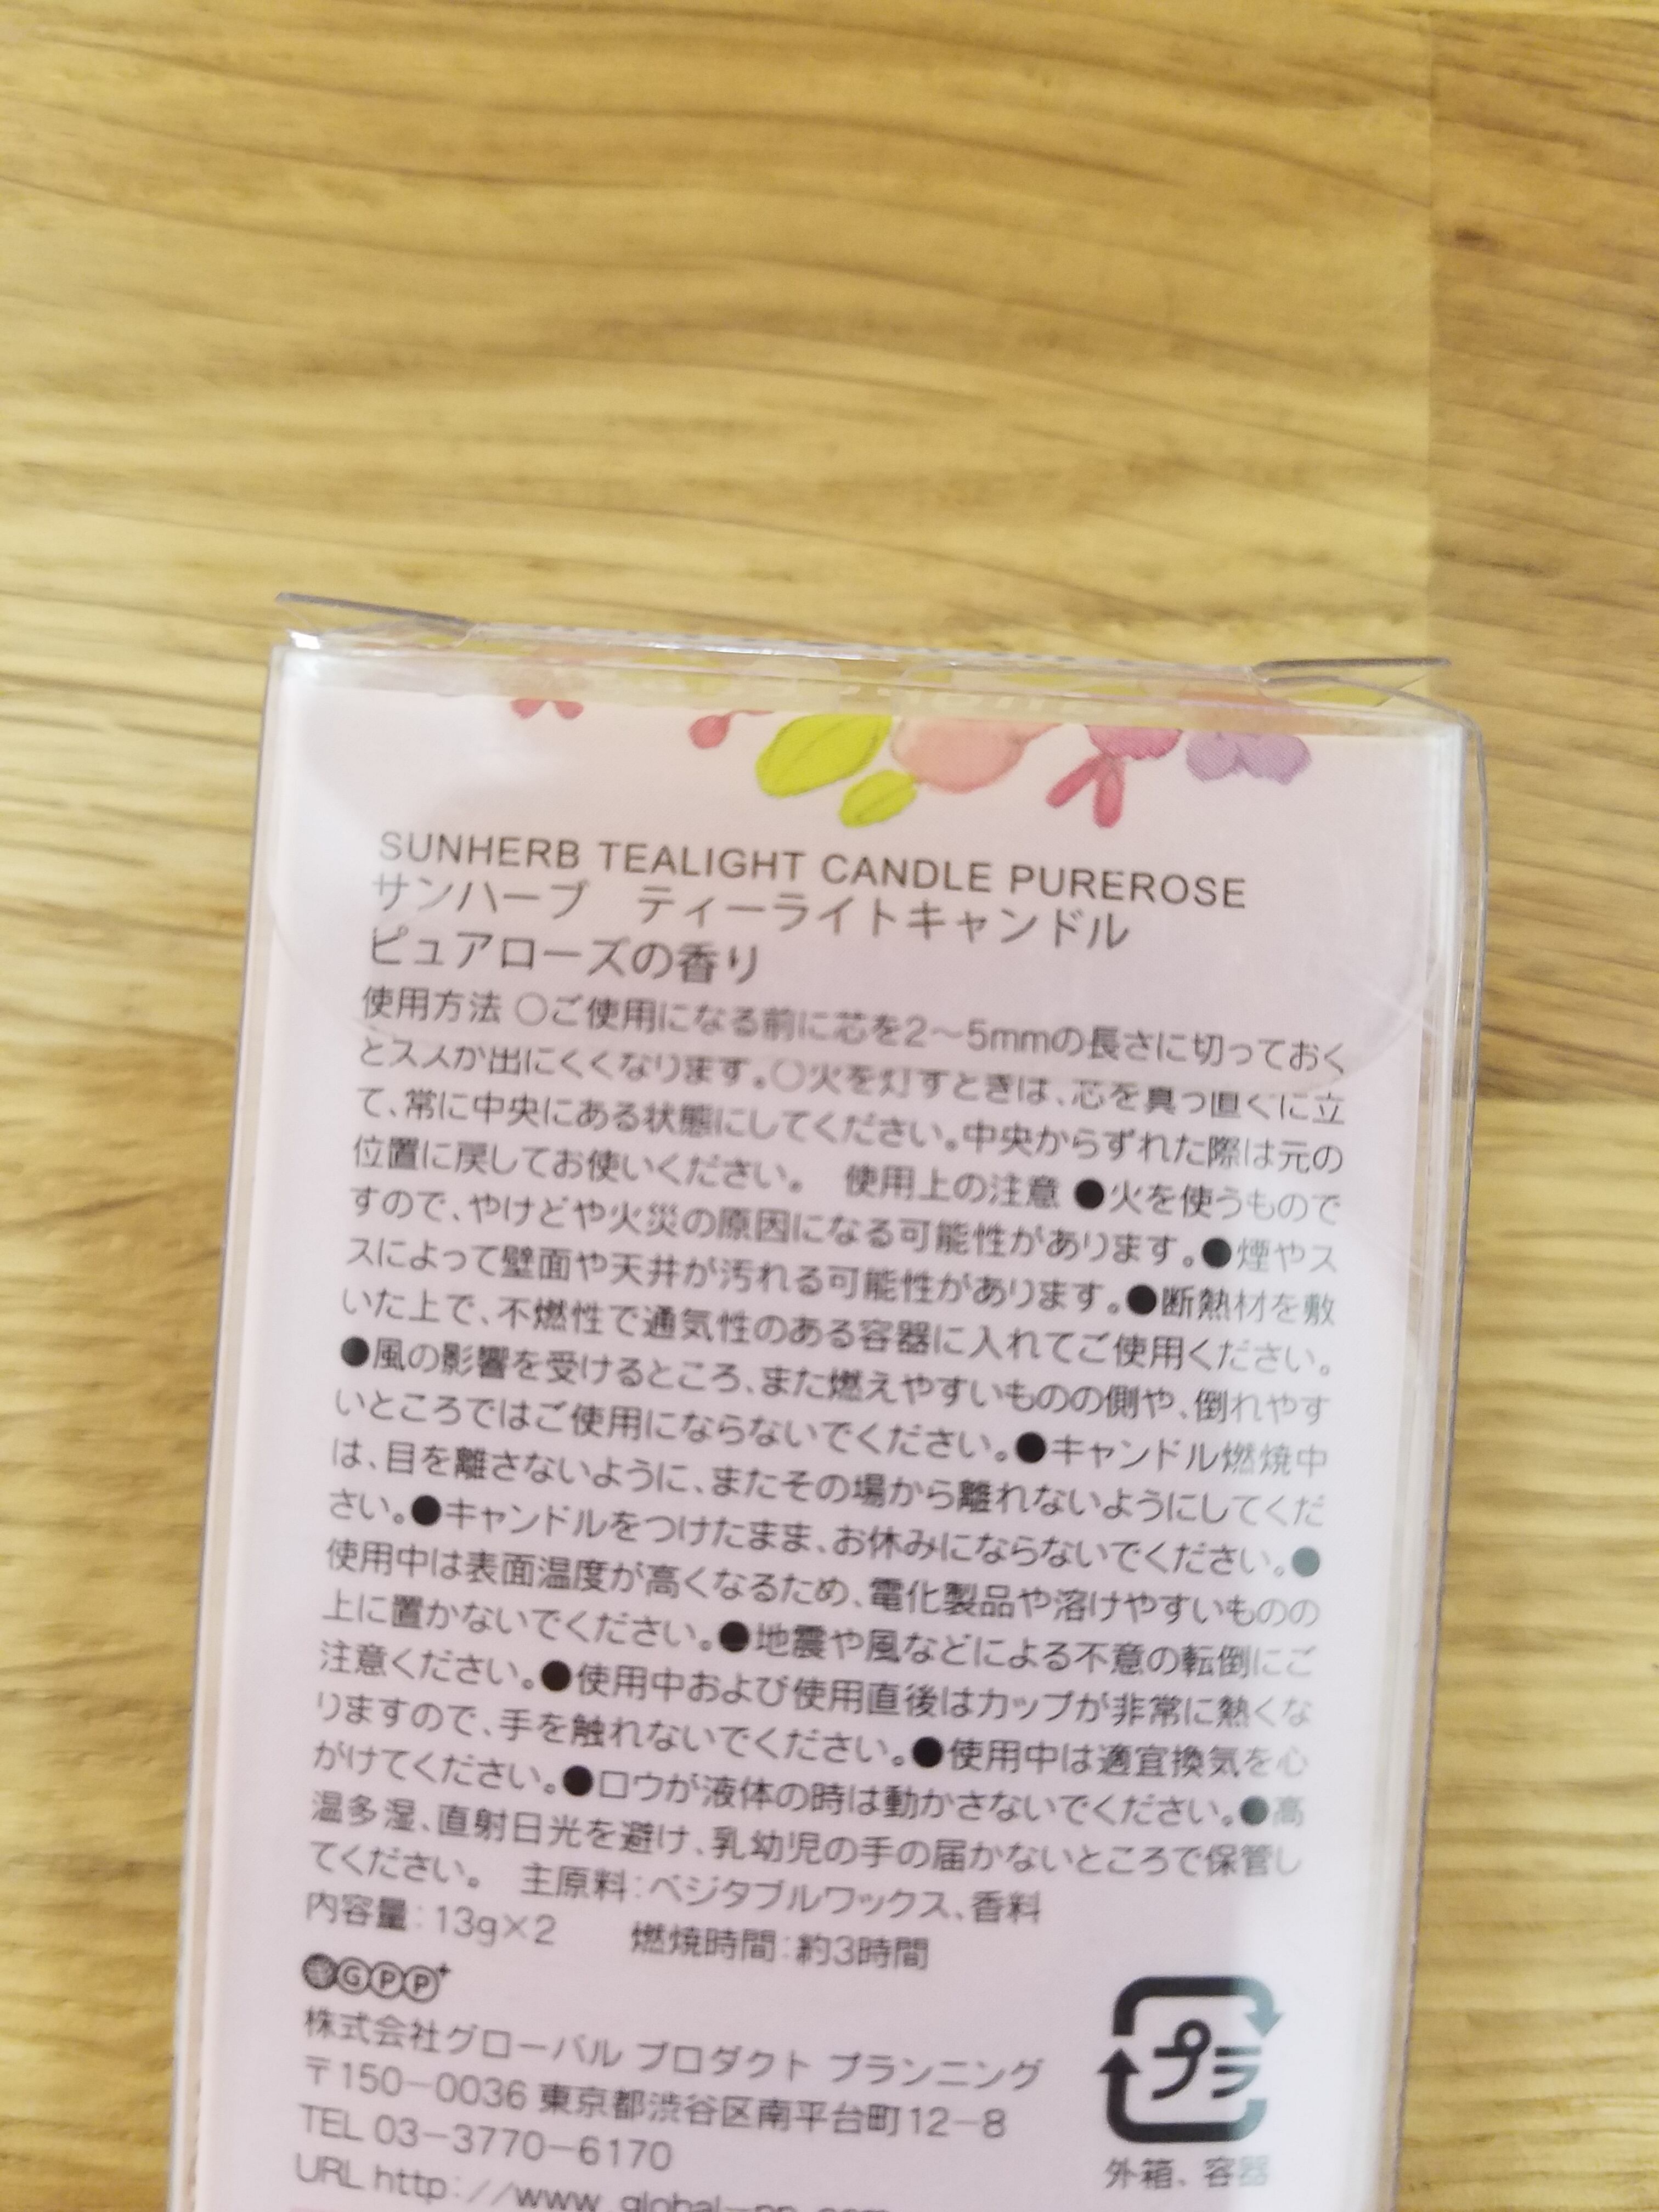 SUNHERB TEALIGHT CANDLE PUREROSE
サンハーブ　ティーライトキャンドル
ピュアローズの香り
使用方法 ○ご使用になる前に芯を2～5mmの長さに切っておく
とススが出にくくなります。○火を灯すときは、芯を真っ直ぐに立
て、常に中央にある状態にしてください。中央からずれた際は元の
位置に戻してお使いください。　使用上の注意 ●火を使うもので
すので、やけどや火災の原因になる可能性があります。●煙やス
スによって壁面や天井が汚れる可能性があります。●断熱材を敷
いた上で、不燃性で通気性のある容器に入れてご使用ください。
●風の影響を受けるところ、また燃えやすいものの側や、倒れやす
いところではご使用にならないでください。●キャンドル燃焼中
は、目を離さないように、またその場から離れないようにしてくだ
さい。●キャンドルをつけたまま、お休みにならないでください。●
使用中は表面温度が高くなるため、電化製品や溶けやすいものの
上に置かないでください。●地震や風などによる不意の転倒にご
注意ください。●使用中および使用直後はカップが非常に熱くな
りますので、手を触れないでください。●使用中は適宜換気を心
がけてください。●ロウが液体の時は動かさないでください。●高
温多湿、直射日光を避け、乳幼児の手の届かないところで保管し
てください。　主原料：ベジタブルワックス、香料
内容量：13g×2　　燃焼時間：約3時間
GPP+
株式会社グローバル プロダクト プランニング
〒150－0036 東京都渋谷区南平台町12－8
TEL 03－3770－6170
URL http://www.global-pp.com
プラ
外箱、容器